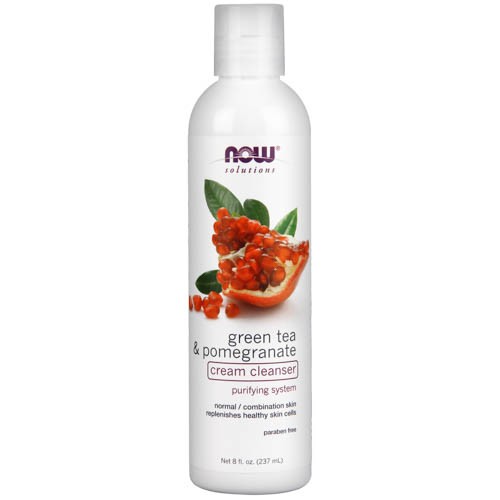 now®
solutions
green tea
& pomegranate
cream cleanser
purifying system
normal / combination skin
replenishes healthy skin cells
paraben free
Net 8 fl. oz. (237 mL)